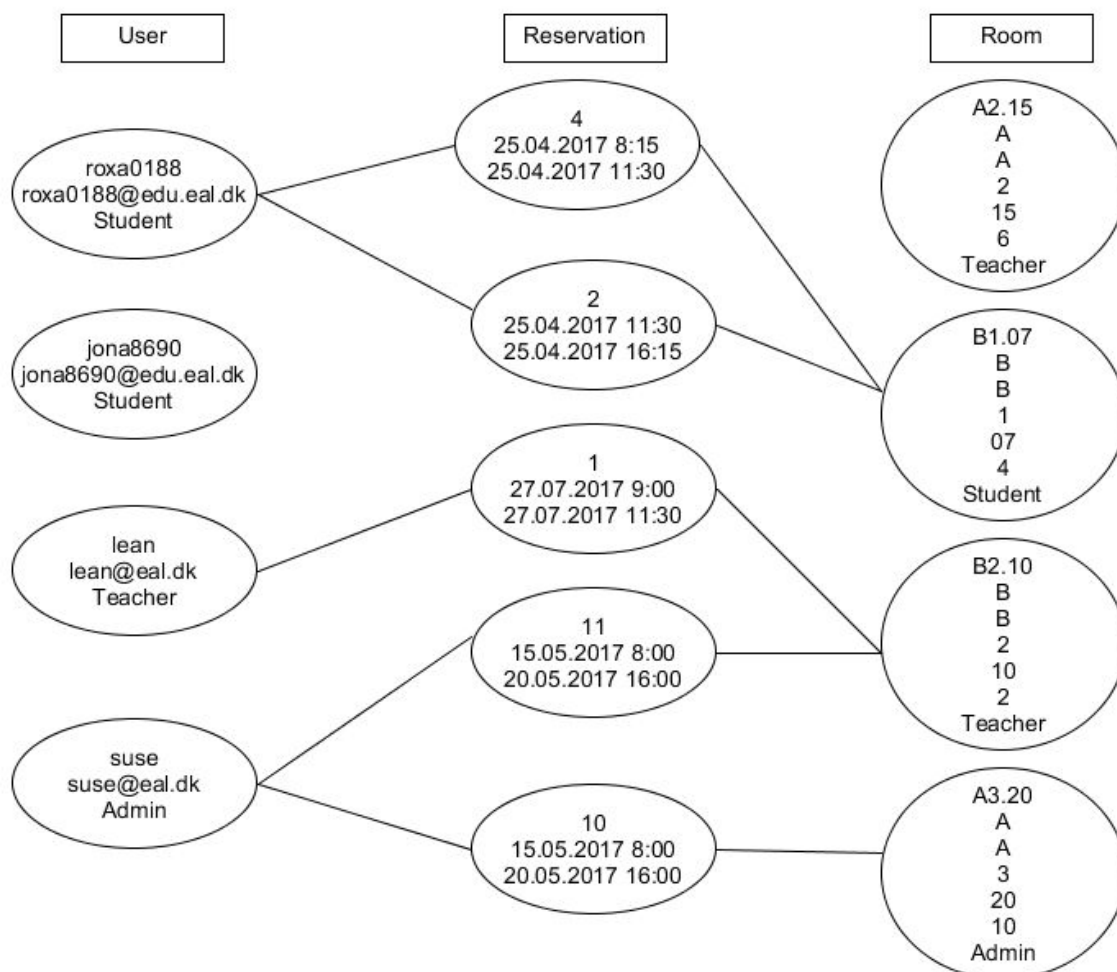 User
roxa0188
roxa0188@edu.eal.dk
Student
jona8690
jona8690@edu.eal.dk
Student
lean
lean@eal.dk
Teacher
suse
suse@eal.dk
Admin
Reservation
4
25.04.2017 8:15
25.04.2017 11:30
2
25.04.2017 11:30
25.04.2017 16:15
1
27.07.2017 9:00
27.07.2017 11:30
11
15.05.2017 8:00
20.05.2017 16:00
10
15.05.2017 8:00
20.05.2017 16:00
Room
A2.15
A
A
2
15
6
Teacher
B1.07
B
B
1
07
4
Student
B2.10
B
B
2
10
2
Teacher
A3.20
A
A
3
20
10
Admin